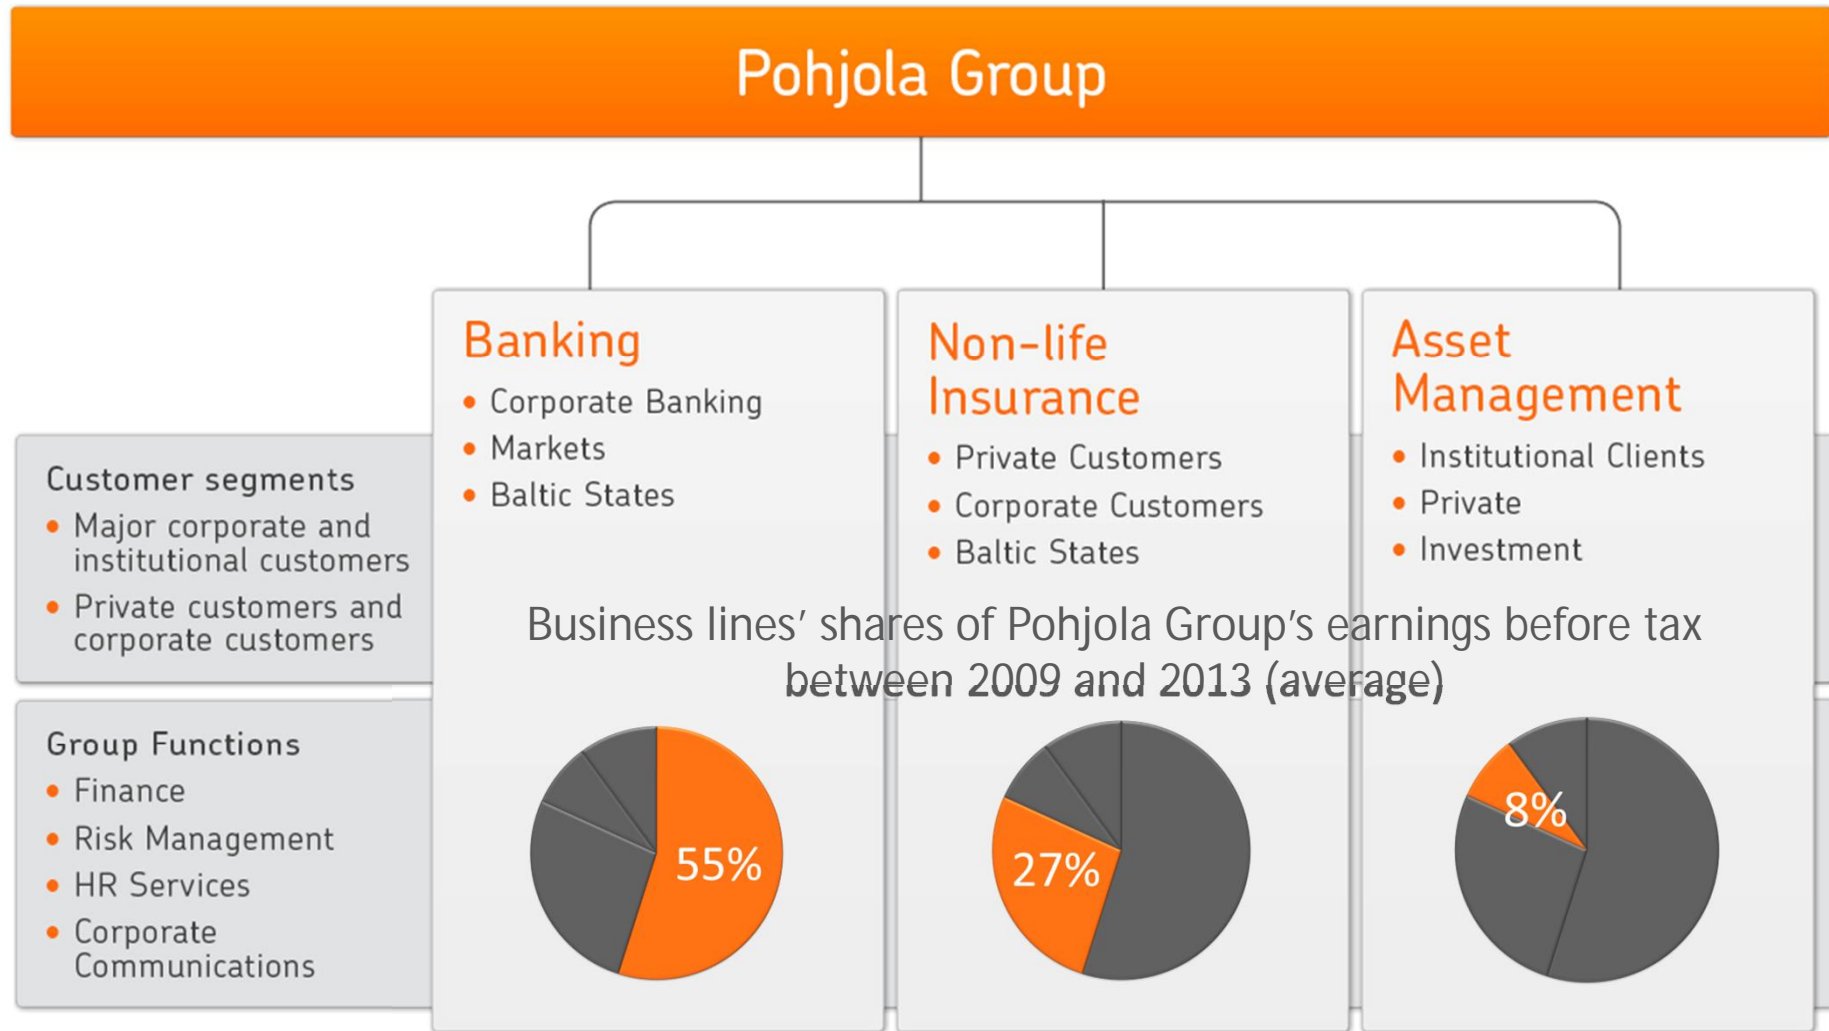 Pohjola Group
Banking
• Corporate Banking
• Markets
• Baltic States
Non-life
Insurance
• Private Customers
• Corporate Customers
• Baltic States
Asset
Management
• Institutional Clients
• Private
• Investment
Customer segments
• Major corporate and
institutional customers
• Private customers and
corporate customers
Business lines’ shares of Pohjola Group’s earnings before tax
between 2009 and 2013 (average)
Group Functions
• Finance
• Risk Management
• HR Services
• Corporate
Communications
55%
27%
8%